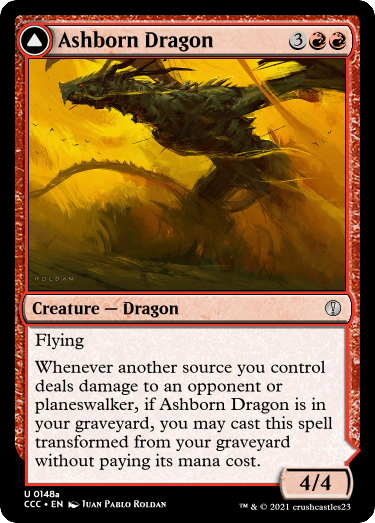 Ashborn Dragon 3
ROLDAN
Creature — Dragon
Flying
Whenever another source you control
deals damage to an opponent or
planeswalker, if Ashborn Dragon is in
your graveyard, you may cast this spell
transformed from your graveyard
without paying its mana cost.
4/4
U 0148a
CCC • EN Juan Pablo Roldan
™ & © 2021 crushcastles23